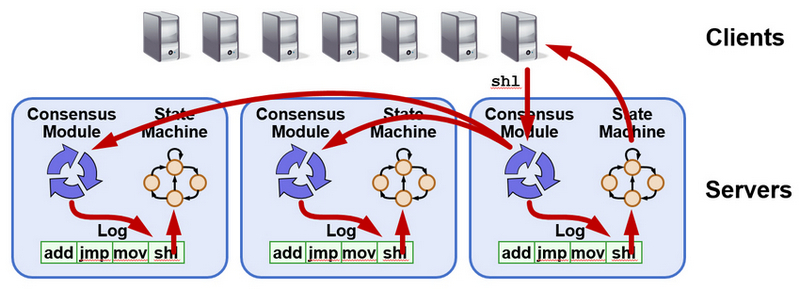 Clients
shl
Consensus Module
State Machine
Consensus Module
State Machine
Consensus Module
State Machine
Servers
Log
add jmp mov shl
Log
add jmp mov shl
Log
add jmp mov shl